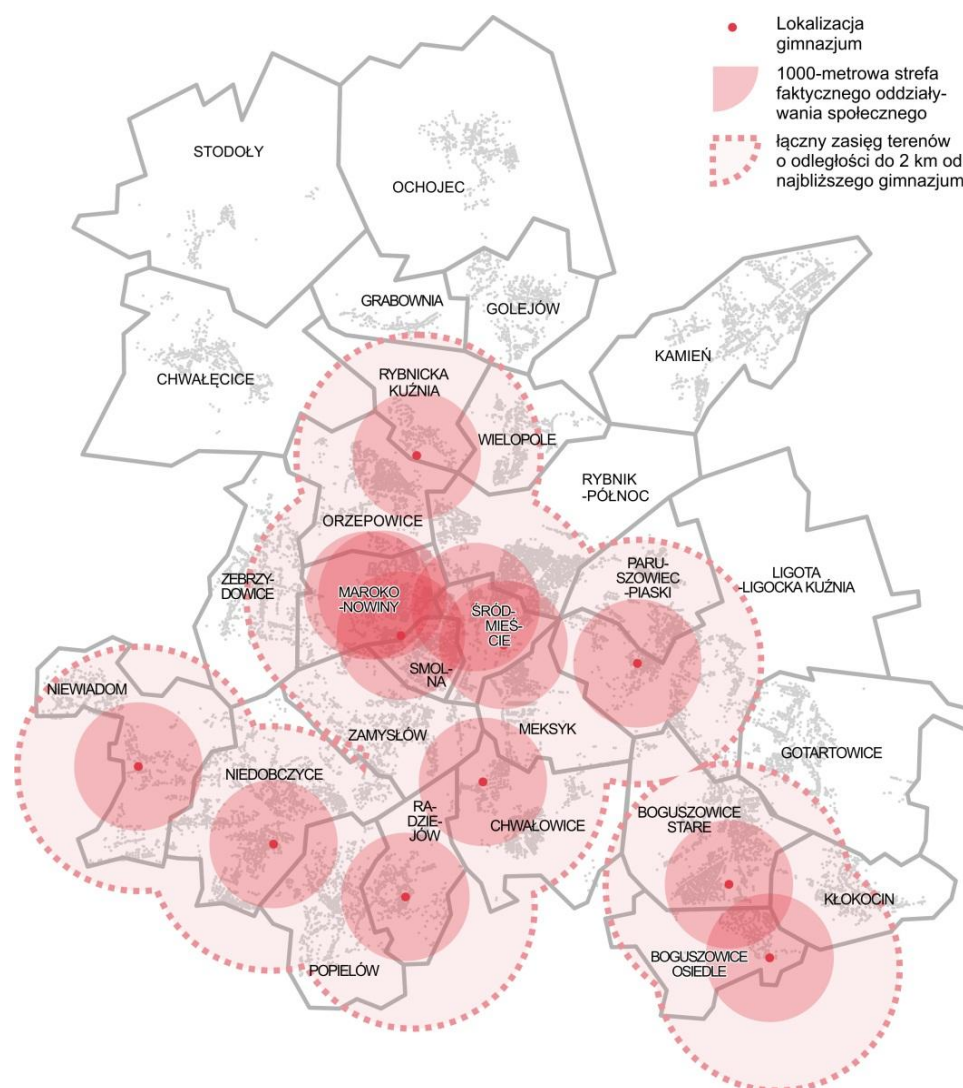 Lokalizacja
gimnazjum
1000-metrowa strefa
faktycznego oddziały-
wania społecznego
łączny zasięg terenów
o odległości do 2 km od
najbliższego gimnazjum
STODOŁY
OCHOJEC
GRABOWNIA
GOLEJÓW
KAMIEŃ
CHWAŁĘCICE
RYBNICKA
KUŹNIA
WIELOPOLE
RYBNIK
-PÓŁNOC
ORZEPOWICE
PARU-
SZOWIEC
-PIASKI
LIGOTA
-LIGOCKA KUŹNIA
ZEBRZY-
DOWICE
MAROKO
-NOWINY
ŚRÓD-
MIEŚ-
CIE
SMOL-
NA
NIEWIADOM
ZAMYSŁÓW
MEKSYK
GOTARTOWICE
NIEDOBCZYCE
RA-
DZIE-
JÓW
CHWAŁOWICE
BOGUSZOWICE
STARE
KŁOKOCIN
POPIELÓW
BOGUSZOWICE
OSIEDLE